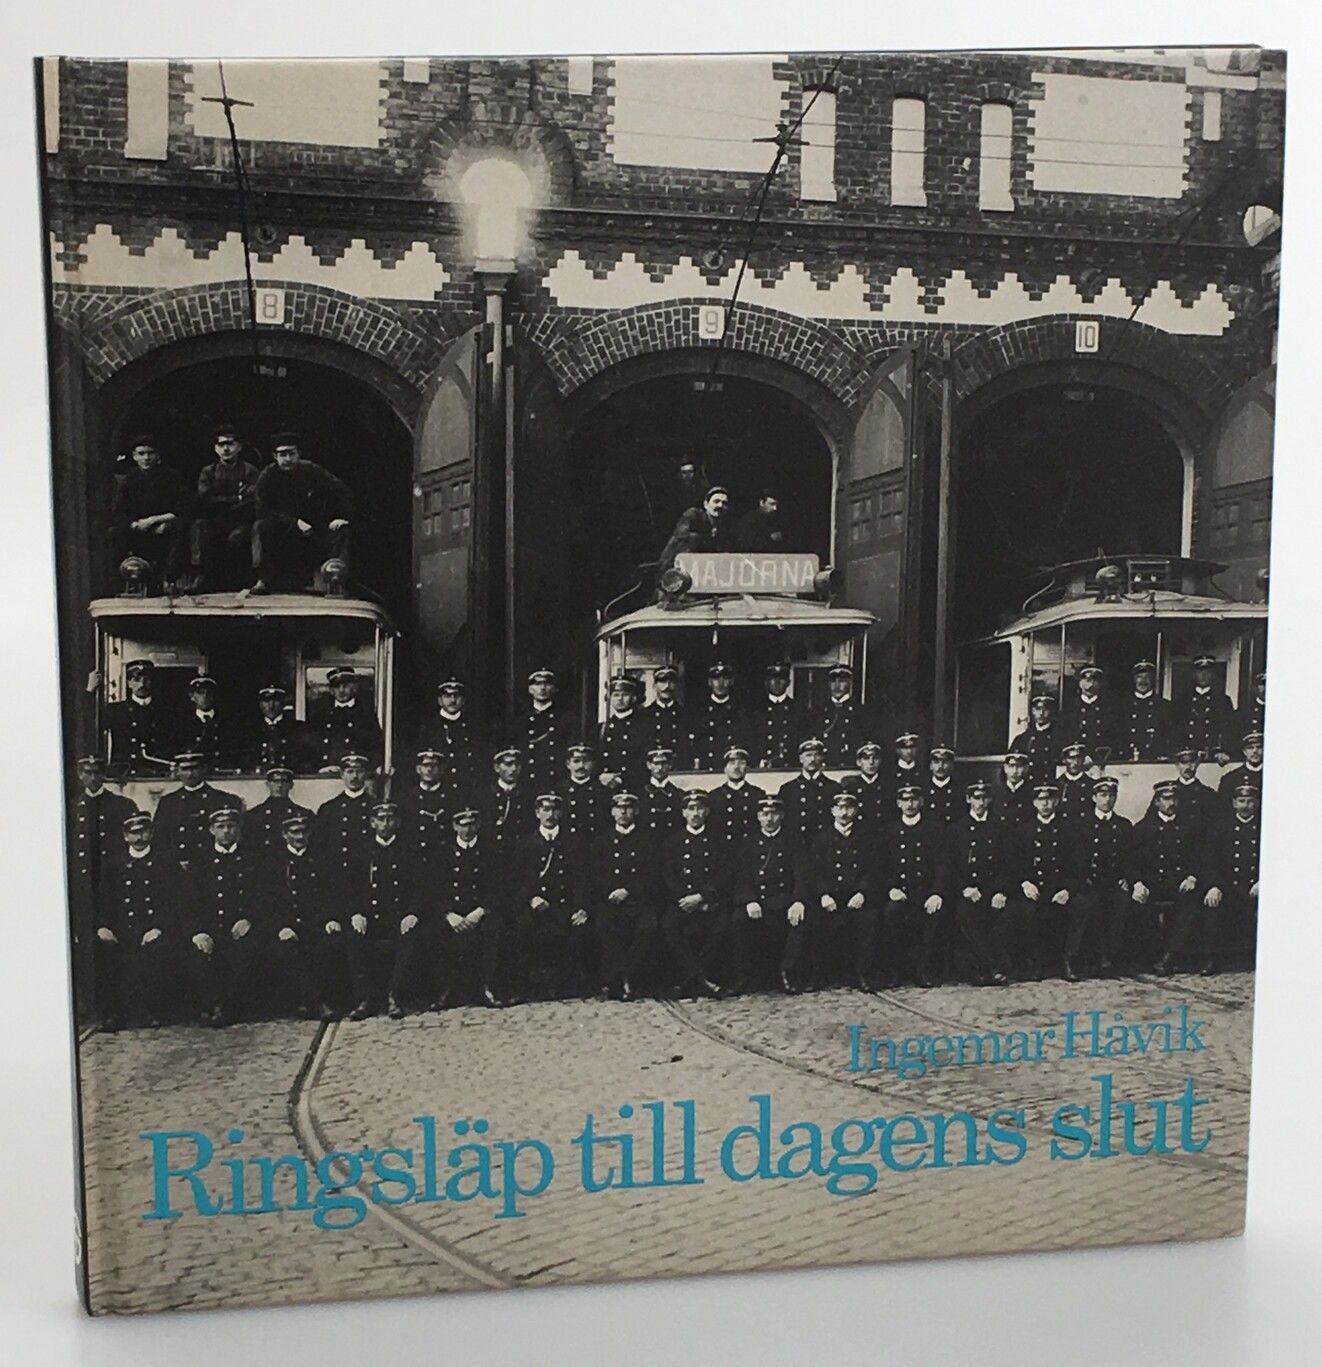 8
9
10
MAJORNA
Ingemar Håvik
Ringsläp till dagens slut